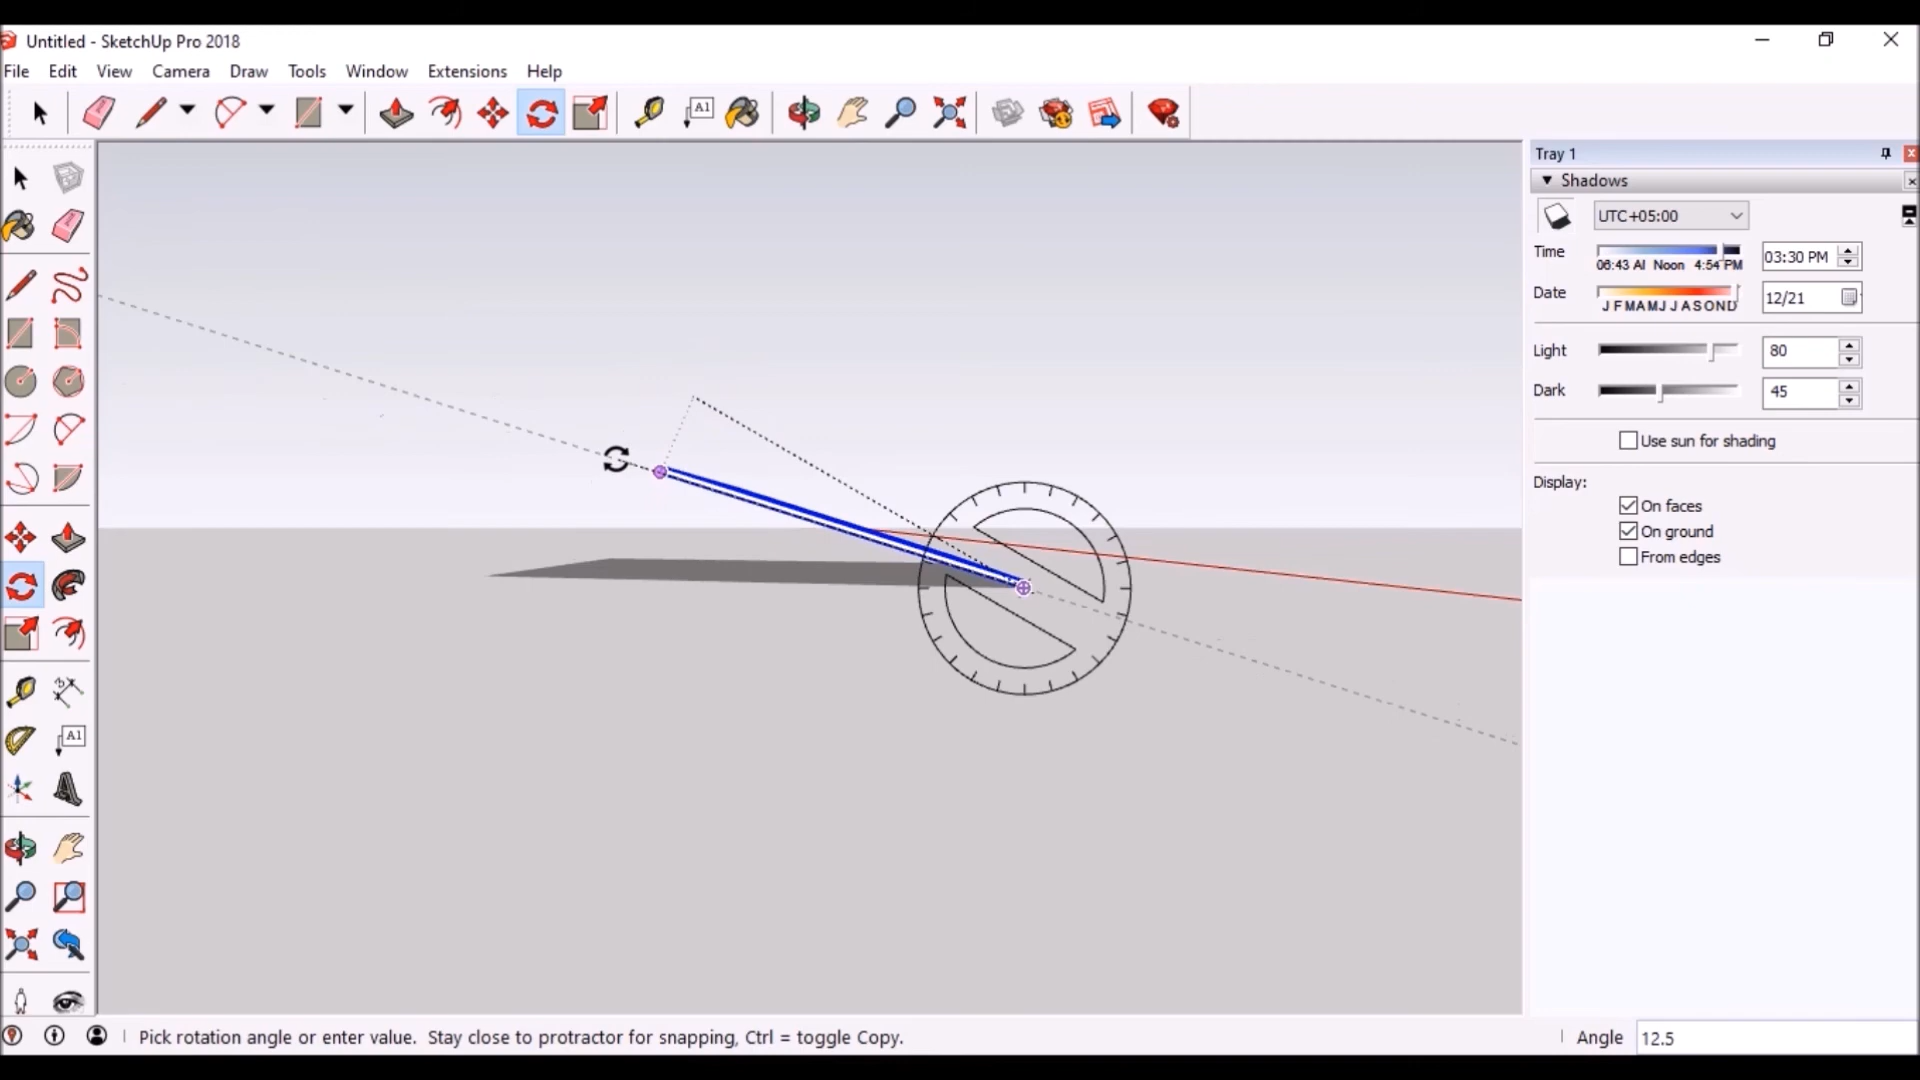 Untitled - SketchUp Pro 2018
File Edit View Camera Draw Tools Window Extensions Help
A1
Tray 1
Shadows
UTC+05:00
Time
06:43 AI Noon 4:54 PM
03:30 PM
Date
J F M A M J J A S O N D
12/21
Light
80
Dark
45
Use sun for shading
Display:
On faces
On ground
From edges
A1
Pick rotation angle or enter value. Stay close to protractor for snapping, Ctrl = toggle Copy.
Angle 12.5